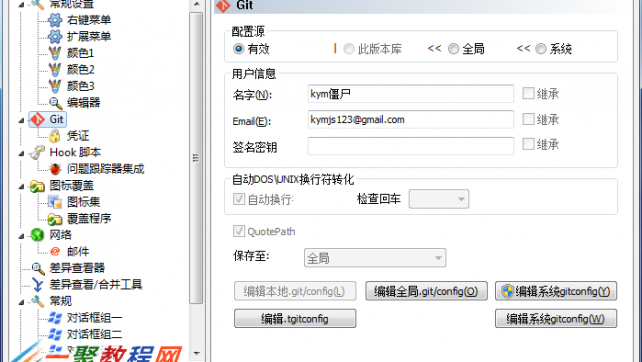 常规设置
右键菜单
扩展菜单
颜色1
颜色2
颜色3
编辑器
Git
凭证
Hook 脚本
问题跟踪器集成
图标覆盖
图标集
覆盖程序
网络
邮件
差异查看器
差异查看/合并工具
常规
对话框组一
对话框组二
一聚教程网
Git
配置源
有效 | 此版本库 << 全局 << 系统
用户信息
名字(N): kym僵尸 继承
Email(E): kymjs123@gmail.com 继承
签名密钥 继承
自动DOS\UNIX换行符转化
自动换行: 检查回车
QuotePath
保存至: 全局
编辑本地.git/config(L) 编辑全局.git/config(O) 编辑系统gitconfig(Y)
编辑.tgitconfig 编辑系统gitconfig(W)